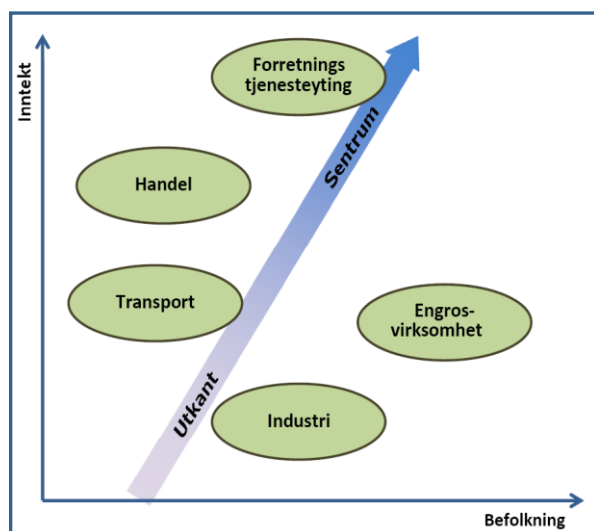 Inntekt
Forretnings
tjenesteyting
Sentrum
Handel
Transport
Engros-
virksomhet
Utkant
Industri
Befolkning